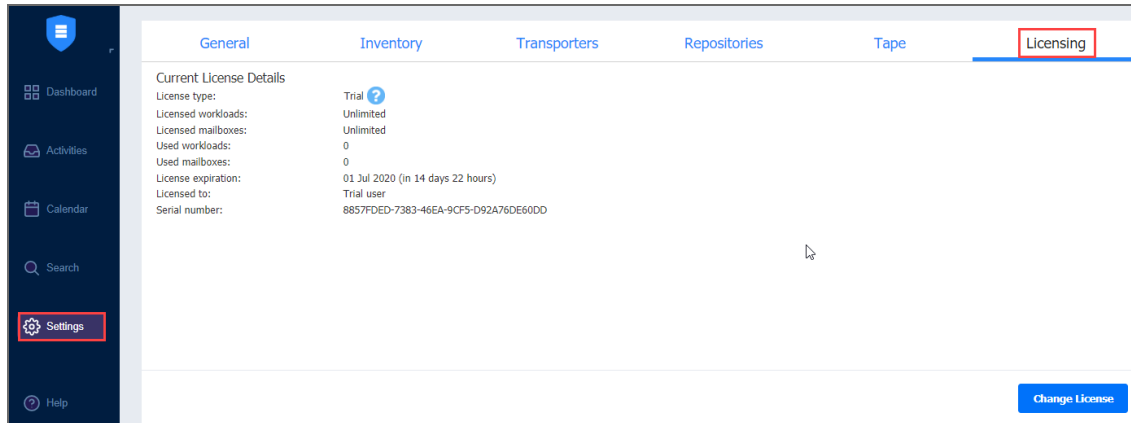 General Inventory Transporters Repositories Tape Licensing
Dashboard
Activities
Calendar
Search
Settings
Help
Current License Details
License type: Trial ?
Licensed workloads: Unlimited
Licensed mailboxes: Unlimited
Used workloads: 0
Used mailboxes: 0
License expiration: 01 Jul 2020 (in 14 days 22 hours)
Licensed to: Trial user
Serial number: 8857FDED-7383-46EA-9CF5-D92A76DE60DD
Change License